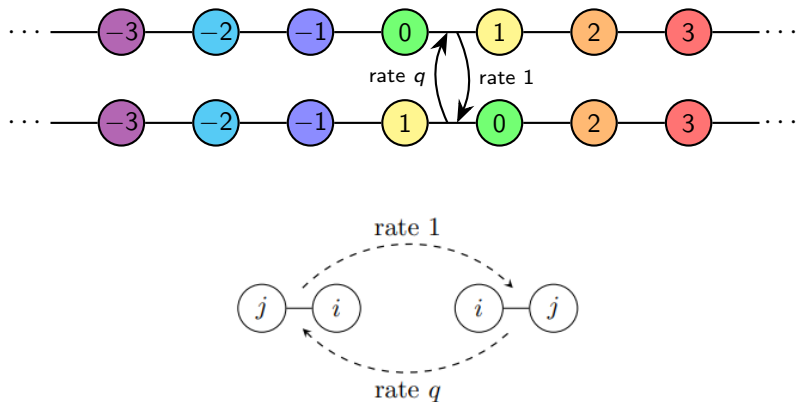 ··· −3 −2 −1 0 1 2 3 ···
rate q rate 1
··· −3 −2 −1 1 0 2 3 ···
rate 1
j i i j
rate q